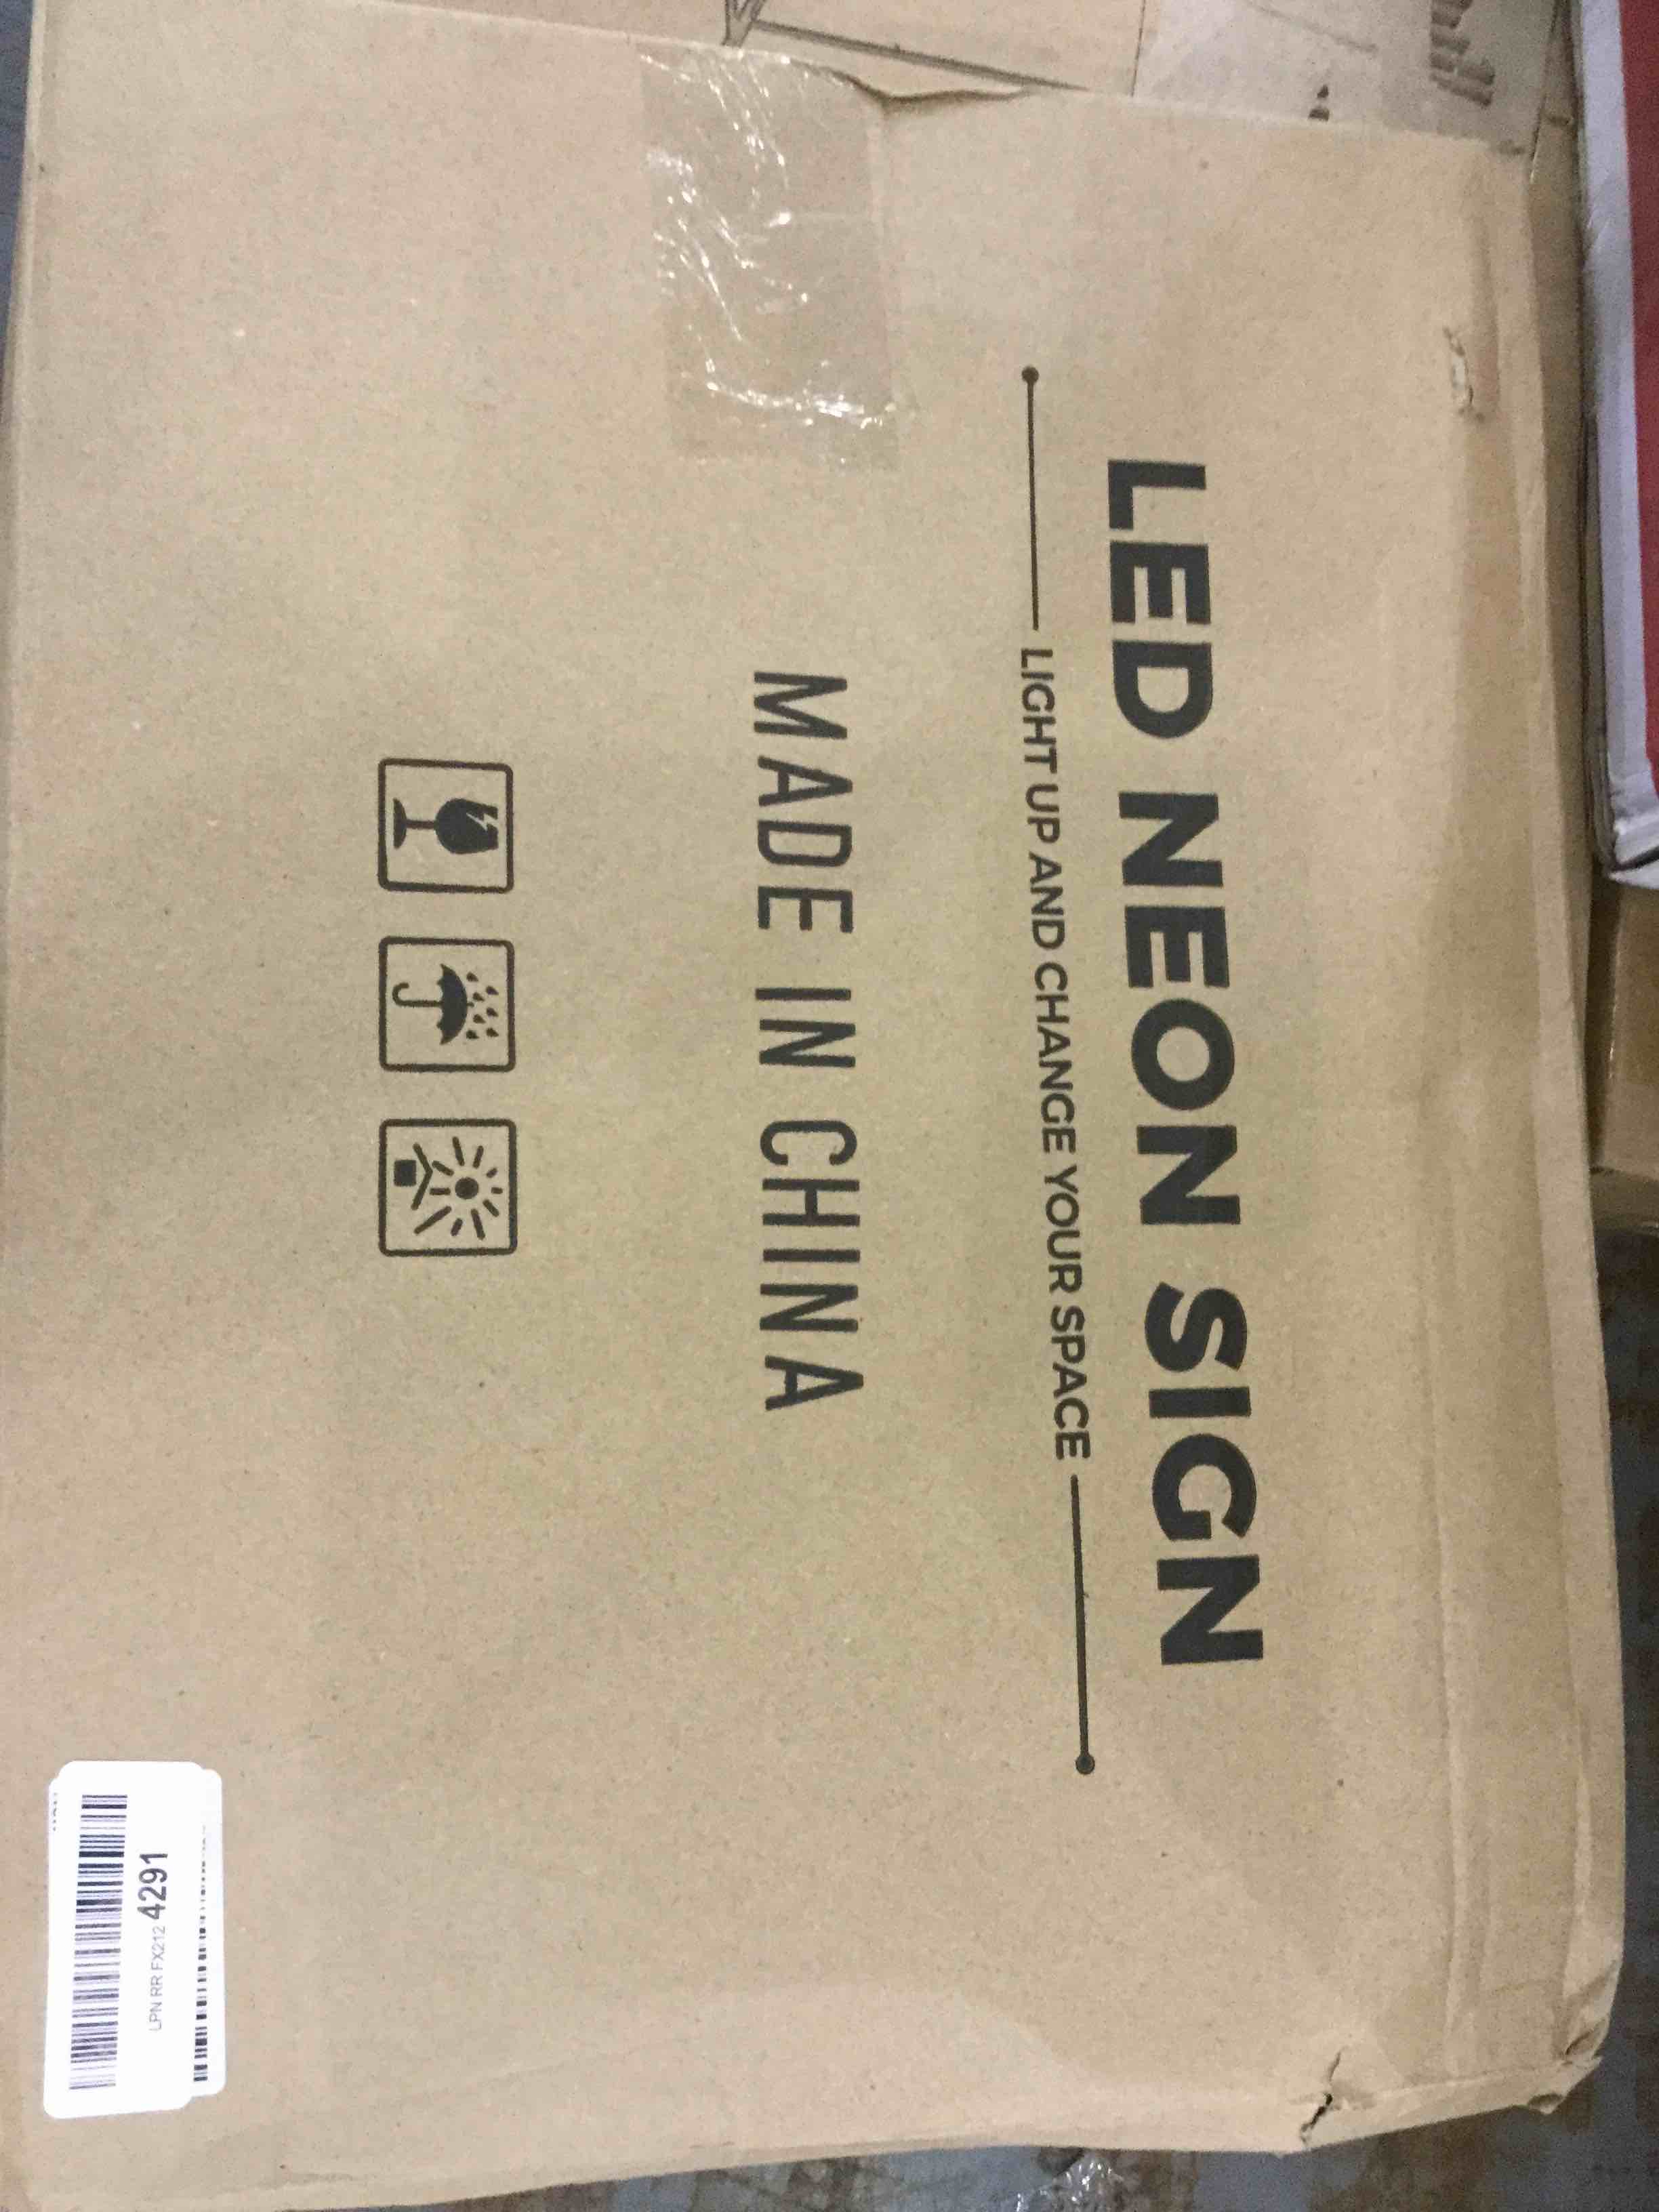 LED NEON SIGN
LIGHT UP AND CHANGE YOUR SPACE
MADE IN CHINA
LPN RR FX212 4291